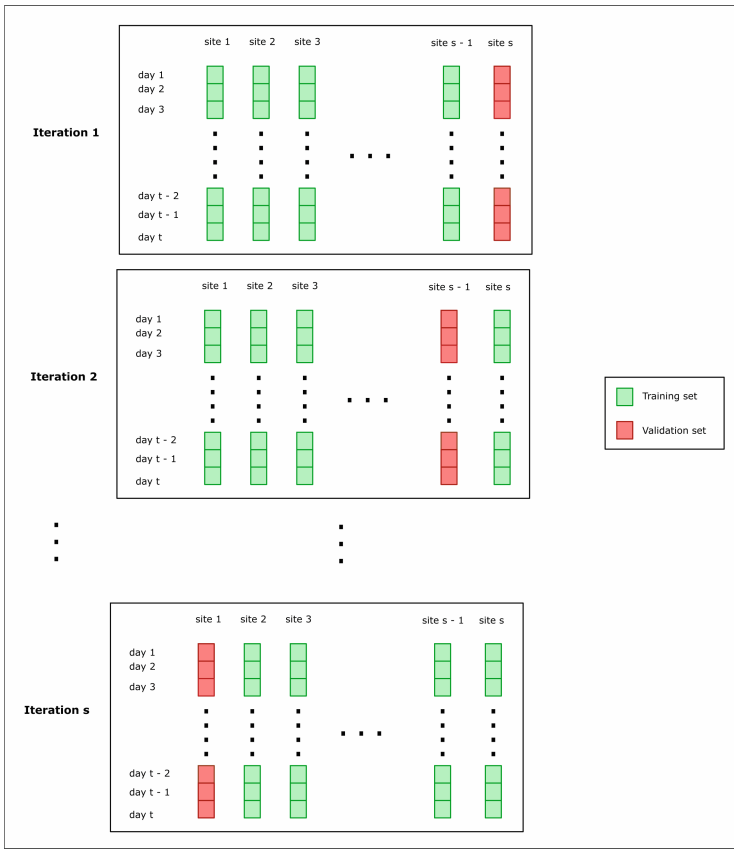 site 1 site 2 site 3 site s - 1 site s
day 1
day 2
day 3
Iteration 1
day t - 2
day t - 1
day t
site 1 site 2 site 3 site s - 1 site s
day 1
day 2
day 3
Iteration 2
day t - 2
day t - 1
day t
Training set
Validation set
site 1 site 2 site 3 site s - 1 site s
day 1
day 2
day 3
Iteration s
day t - 2
day t - 1
day t